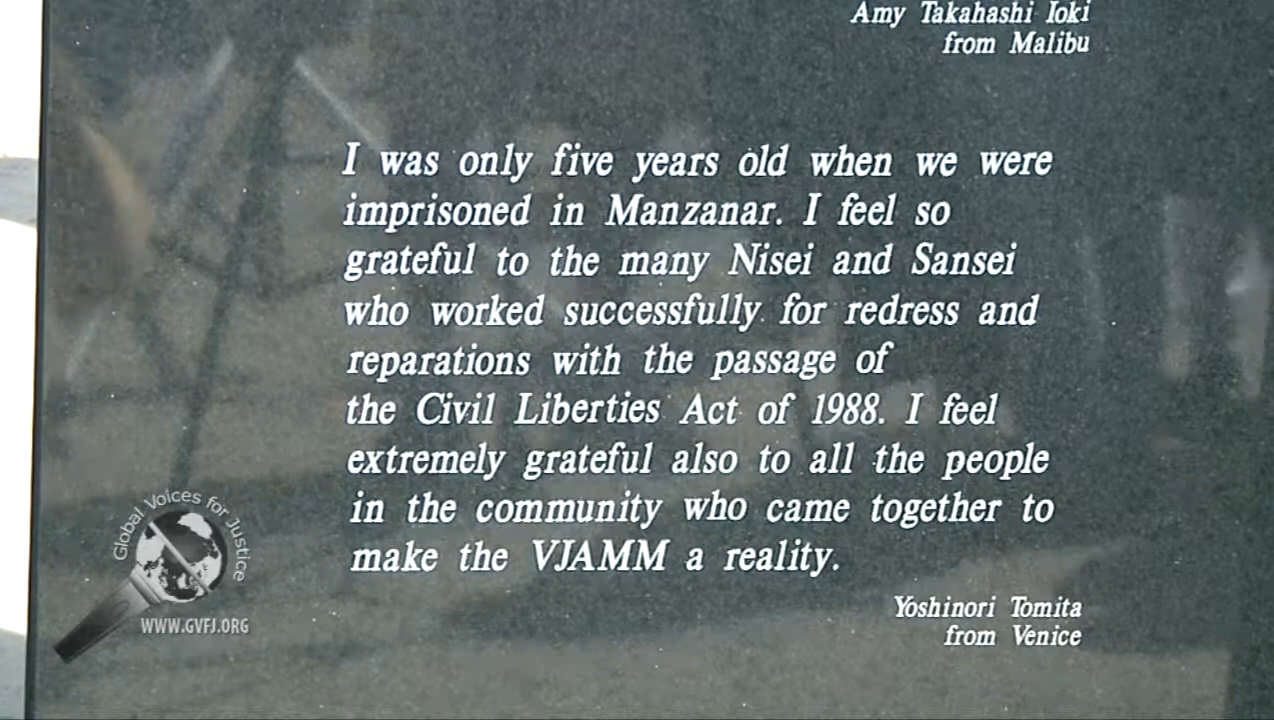 Amy Takahashi Ioki
from Malibu
I was only five years old when we were
imprisoned in Manzanar. I feel so
grateful to the many Nisei and Sansei
who worked successfully for redress and
reparations with the passage of
the Civil Liberties Act of 1988. I feel
extremely grateful also to all the people
in the community who came together to
make the VJAMM a reality.
Yoshinori Tomita
from Venice
Global Voices for Justice
WWW.GVFJ.ORG